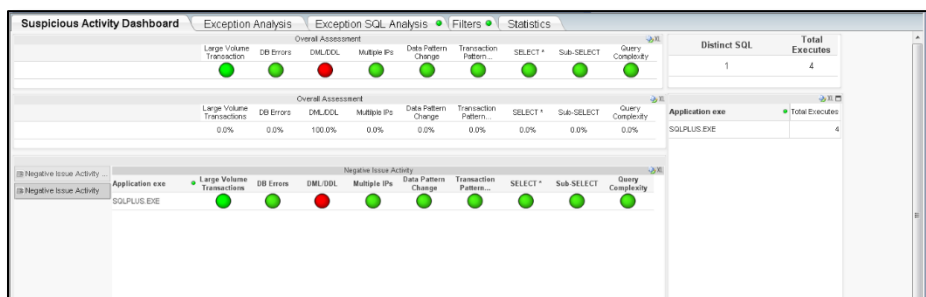 Suspicious Activity Dashboard Exception Analysis Exception SQL Analysis Filters Statistics
Overall Assessment XL
Large Volume Transaction DB Errors DML/DDL Multiple IPs Data Pattern Change Transaction Pattern... SELECT * Sub-SELECT Query Complexity
Distinct SQL Total Executes
1 4
Overall Assessment XL
Large Volume Transactions DB Errors DML/DDL Multiple IPs Data Pattern Change Transaction Pattern... SELECT * Sub-SELECT Query Complexity
0.0% 0.0% 100.0% 0.0% 0.0% 0.0% 0.0% 0.0% 0.0%
XL
Application exe Total Executes
SQLPLUS.EXE 4
Negative Issue Activity ...
Negative Issue Activity
Negative Issue Activity XL
Application exe Large Volume Transactions DB Errors DML/DDL Multiple IPs Data Pattern Change Transaction Pattern... SELECT * Sub-SELECT Query Complexity
SQLPLUS.EXE